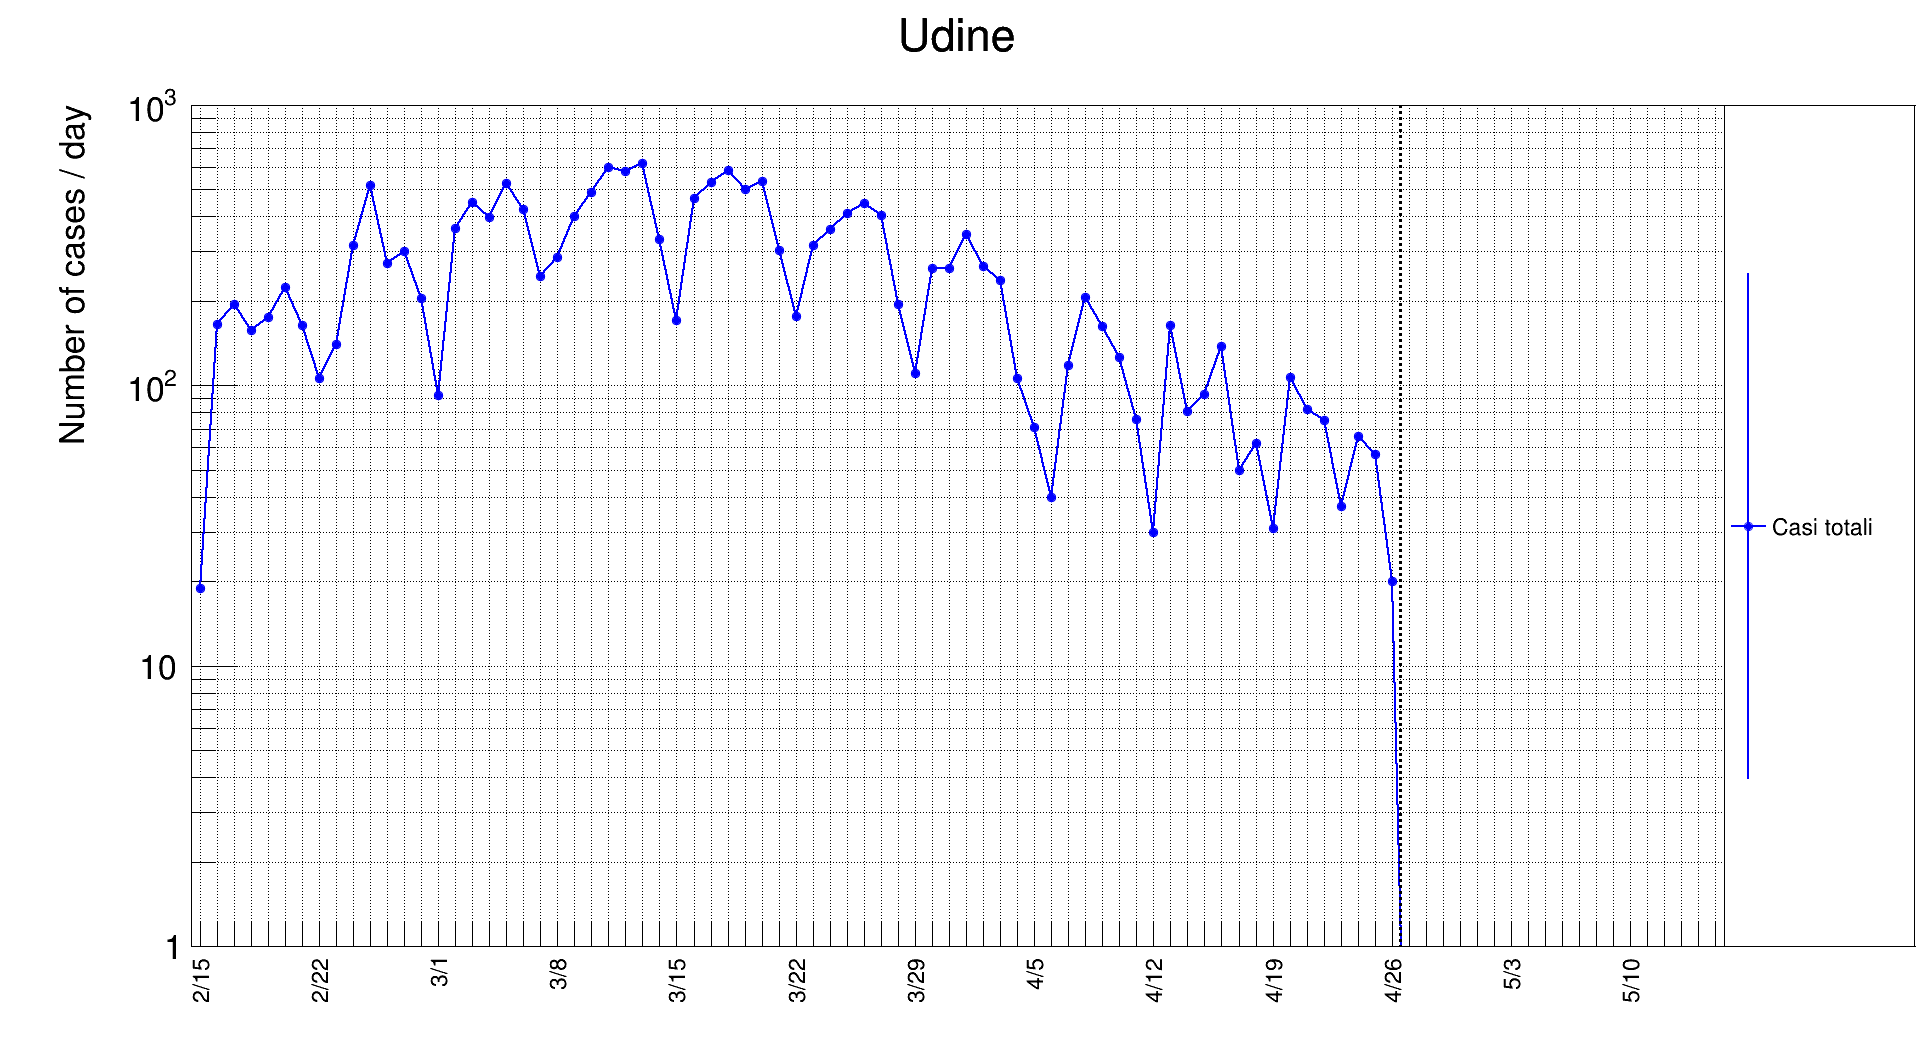 Udine
Number of cases / day
10³
10²
10
1
2/15 2/22 3/1 3/8 3/15 3/22 3/29 4/5 4/12 4/19 4/26 5/3 5/10
Casi totali